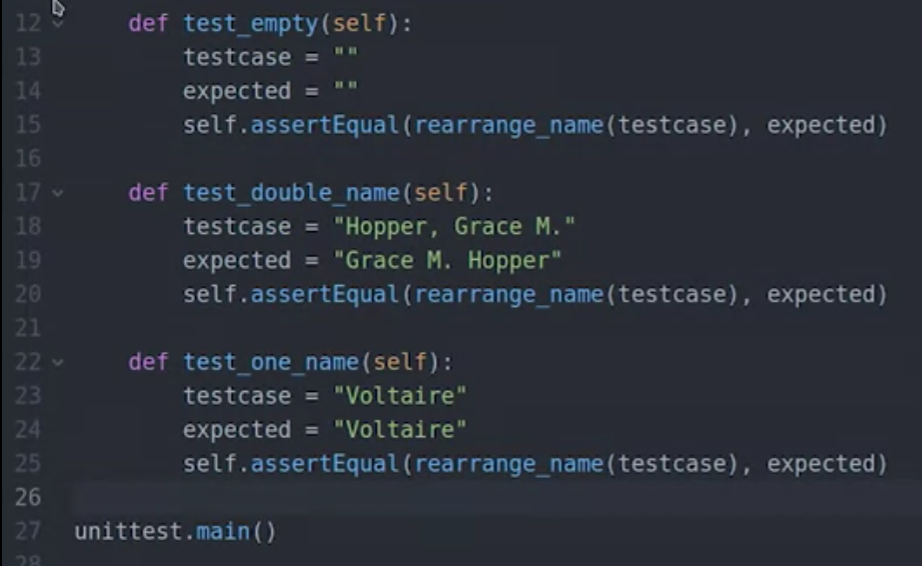 12 def test_empty(self):
13 testcase = ""
14 expected = ""
15 self.assertEqual(rearrange_name(testcase), expected)
16
17 def test_double_name(self):
18 testcase = "Hopper, Grace M."
19 expected = "Grace M. Hopper"
20 self.assertEqual(rearrange_name(testcase), expected)
21
22 def test_one_name(self):
23 testcase = "Voltaire"
24 expected = "Voltaire"
25 self.assertEqual(rearrange_name(testcase), expected)
26
27 unittest.main()
28